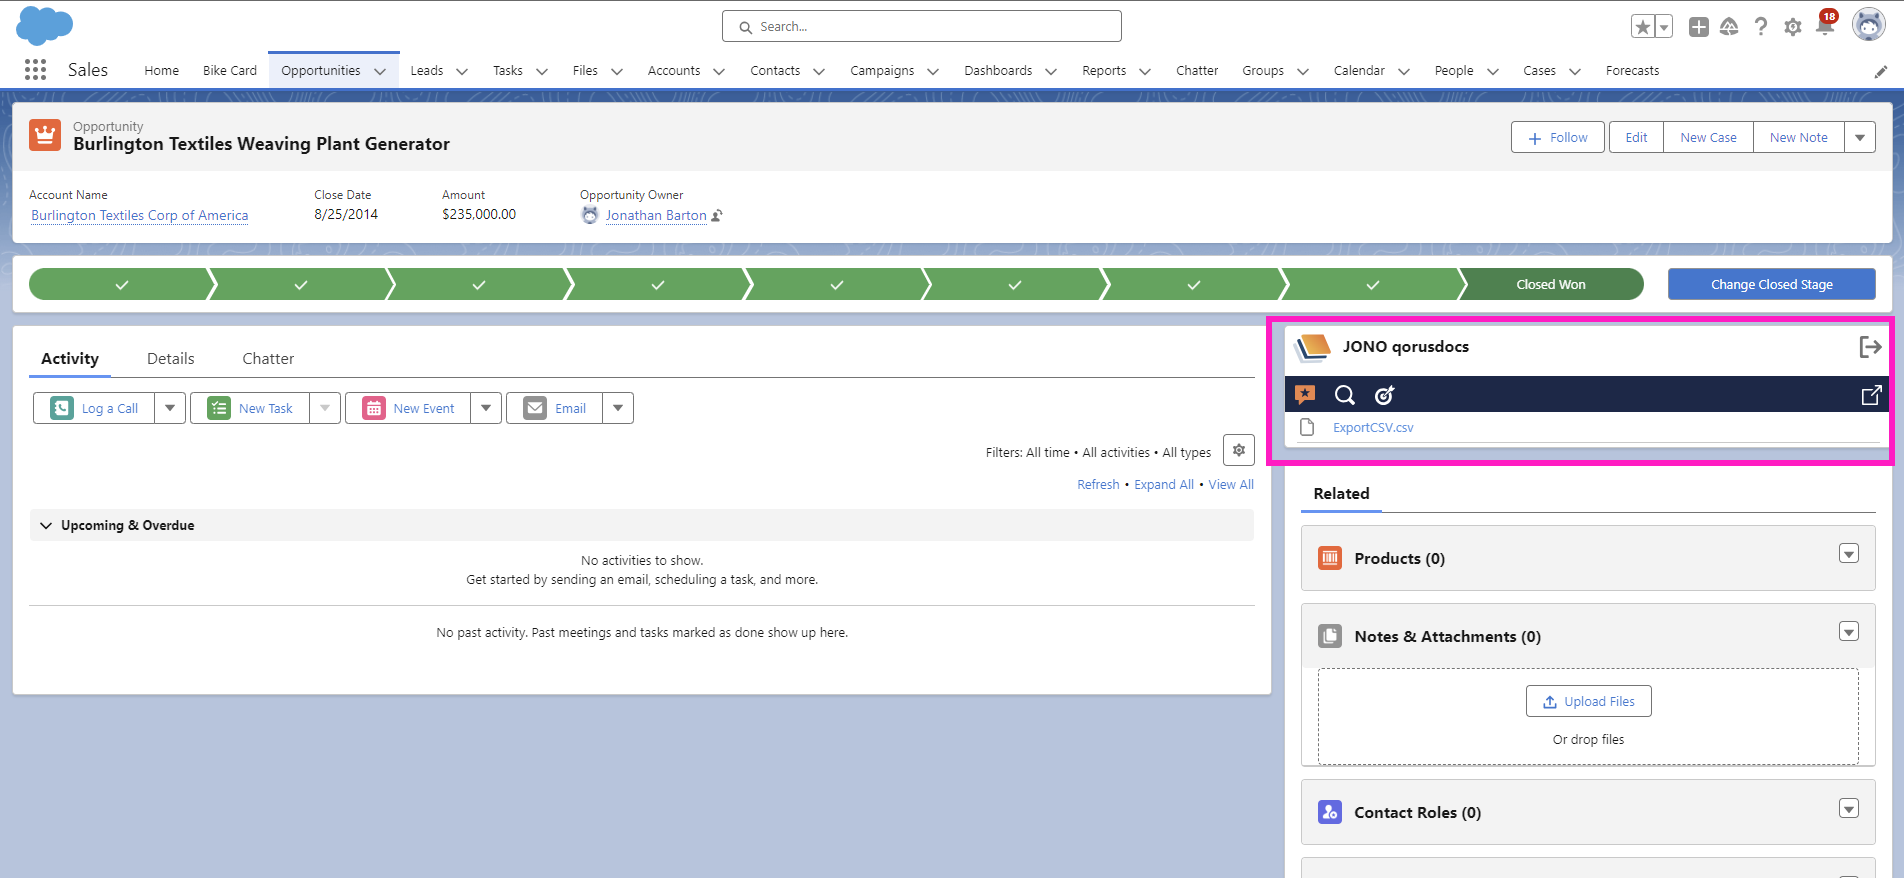 Search...
18
Sales
Home
Bike Card
Opportunities
Leads
Tasks
Files
Accounts
Contacts
Campaigns
Dashboards
Reports
Chatter
Groups
Calendar
People
Cases
Forecasts
Opportunity
Burlington Textiles Weaving Plant Generator
Follow
Edit
New Case
New Note
Account Name
Close Date
Amount
Opportunity Owner
Burlington Textiles Corp of America
8/25/2014
$235,000.00
Jonathan Barton
Closed Won
Change Closed Stage
Activity
Details
Chatter
Log a Call
New Task
New Event
Email
Filters: All time • All activities • All types
Refresh • Expand All • View All
Upcoming & Overdue
No activities to show.
Get started by sending an email, scheduling a task, and more.
No past activity. Past meetings and tasks marked as done show up here.
JONO qorusdocs
ExportCSV.csv
Related
Products (0)
Notes & Attachments (0)
Upload Files
Or drop files
Contact Roles (0)